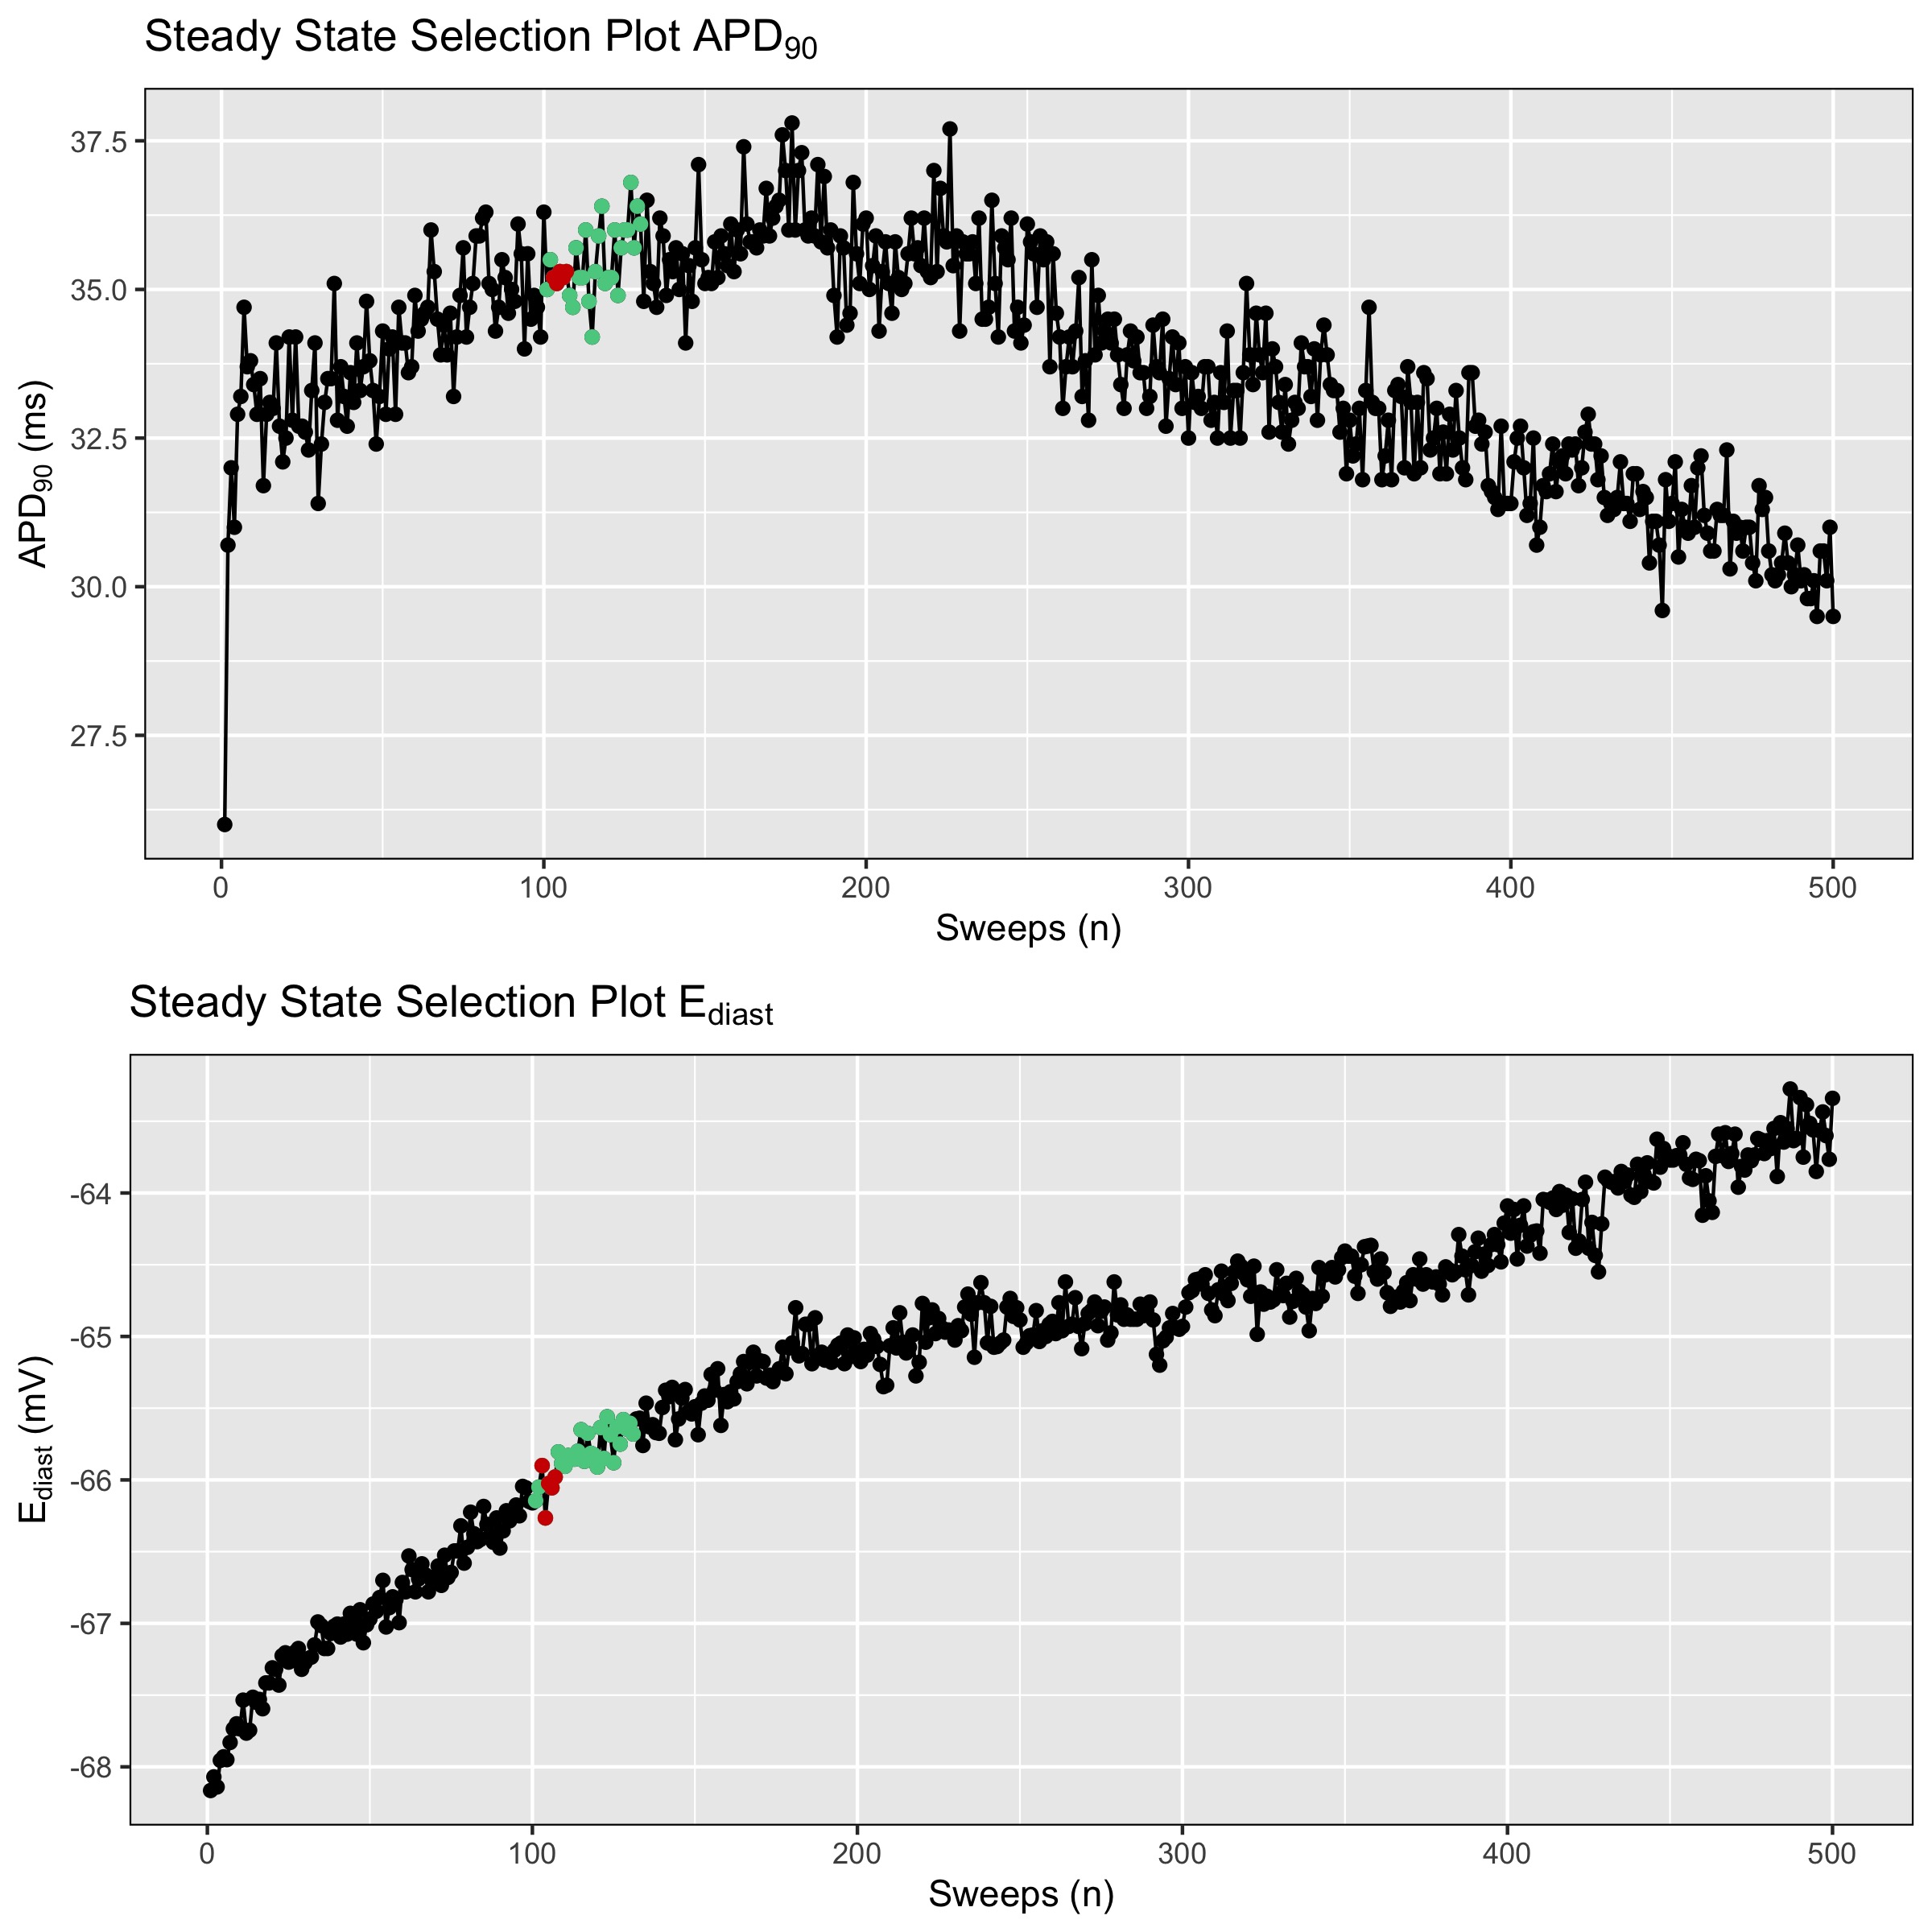 Steady State Selection Plot APD90
37.5
35.0
32.5
30.0
27.5
APD90 (ms)
0 100 200 300 400 500
Sweeps (n)
Steady State Selection Plot Ediast
-64
-65
-66
-67
-68
Ediast (mV)
0 100 200 300 400 500
Sweeps (n)